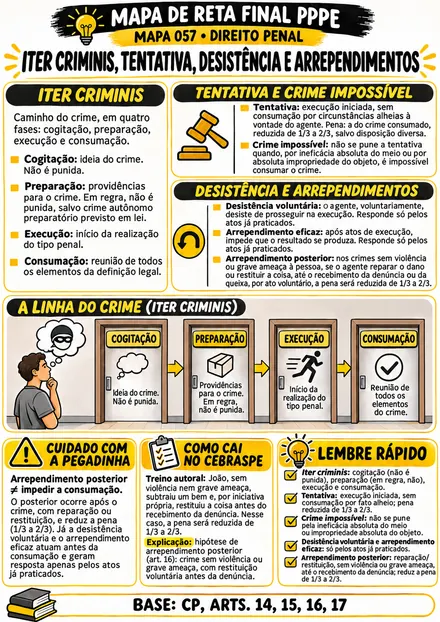 MAPA DE RETA FINAL PPPE
MAPA 057 • DIREITO PENAL
ITER CRIMINIS, TENTATIVA, DESISTÊNCIA E ARREPENDIMENTOS
ITER CRIMINIS
Caminho do crime, em quatro
fases: cogitação, preparação,
execução e consumação.
Cogitação: ideia do crime.
Não é punida.
Preparação: providências
para o crime. Em regra, não é
punida, salvo crime autônomo
preparatório previsto em lei.
Execução: início da realização
do tipo penal.
Consumação: reunião de todos
os elementos da definição legal.
TENTATIVA E CRIME IMPOSSÍVEL
Tentativa: execução iniciada, sem
consumação por circunstâncias alheias à
vontade do agente. Pena: a do crime consumado,
reduzida de 1/3 a 2/3, salvo disposição diversa.
Crime impossível: não se pune a tentativa
quando, por ineficácia absoluta do meio ou por
absoluta impropriedade do objeto, é impossível
consumar o crime.
DESISTÊNCIA E ARREPENDIMENTOS
Desistência voluntária: o agente, voluntariamente,
desiste de prosseguir na execução. Responde só pelos
atos já praticados.
Arrependimento eficaz: após atos de execução,
impede que o resultado se produza. Responde só pelos
atos já praticados.
Arrependimento posterior: nos crimes sem violência
ou grave ameaça à pessoa, se o agente reparar o dano
ou restituir a coisa, até o recebimento da denúncia ou da
queixa, por ato voluntário, a pena será reduzida de 1/3 a 2/3.
A LINHA DO CRIME (ITER CRIMINIS)
COGITAÇÃO
Ideia do crime.
Não é punida.
PREPARAÇÃO
Providências
para o crime.
Em regra,
não é punida.
EXECUÇÃO
Início da
realização do
tipo penal.
CONSUMAÇÃO
Reunião de
todos os
elementos
do crime.
CUIDADO COM
A PEGADINHA
Arrependimento posterior
≠ impedir a consumação.
O posterior ocorre após o
crime, com reparação ou
restituição, e reduz a pena
(1/3 a 2/3). Já a desistência
voluntária e o arrependimento
eficaz atuam antes da
consumação e geram
resposta apenas pelos atos
já praticados.
COMO CAI NO
CEBRASPE
Treino autoral: João, sem
violência nem grave ameaça,
subtraiu um bem e, por iniciativa
própria, restituiu a coisa antes do
recebimento da denúncia. Nesse
caso, a pena será reduzida de
1/3 a 2/3.
Explicação: hipótese de
arrependimento posterior
(art. 16): crime sem violência ou
grave ameaça, com restituição
voluntária antes da denúncia.
LEMBRE RÁPIDO
Iter criminis: cogitação (não é
punida), preparação (em regra, não),
execução e consumação.
Tentativa: execução iniciada, sem
consumação por fato alheio; pena
reduzida de 1/3 a 2/3.
Crime impossível: não se pune
pela ineficácia absoluta do meio
ou impropriedade absoluta do objeto.
Desistência voluntária e arrependimento
eficaz: só pelos atos já praticados.
Arrependimento posterior: reparação/
restituição, sem violência ou grave ameaça,
até o recebimento da denúncia; reduz a pena
de 1/3 a 2/3.
BASE: CP, ARTS. 14, 15, 16, 17